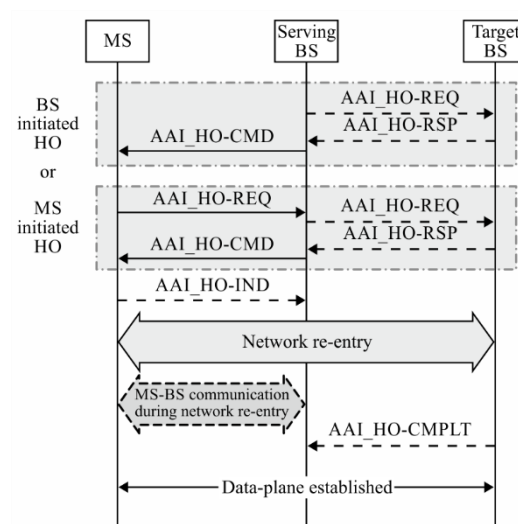 MS
Serving
BS
Target
BS
BS
initiated
HO
or
MS
initiated
HO
AAI_HO-REQ
AAI_HO-RSP
AAI_HO-CMD
AAI_HO-REQ
AAI_HO-REQ
AAI_HO-RSP
AAI_HO-CMD
AAI_HO-IND
Network re-entry
MS-BS communication
during network re-entry
AAI_HO-CMPLT
Data-plane established